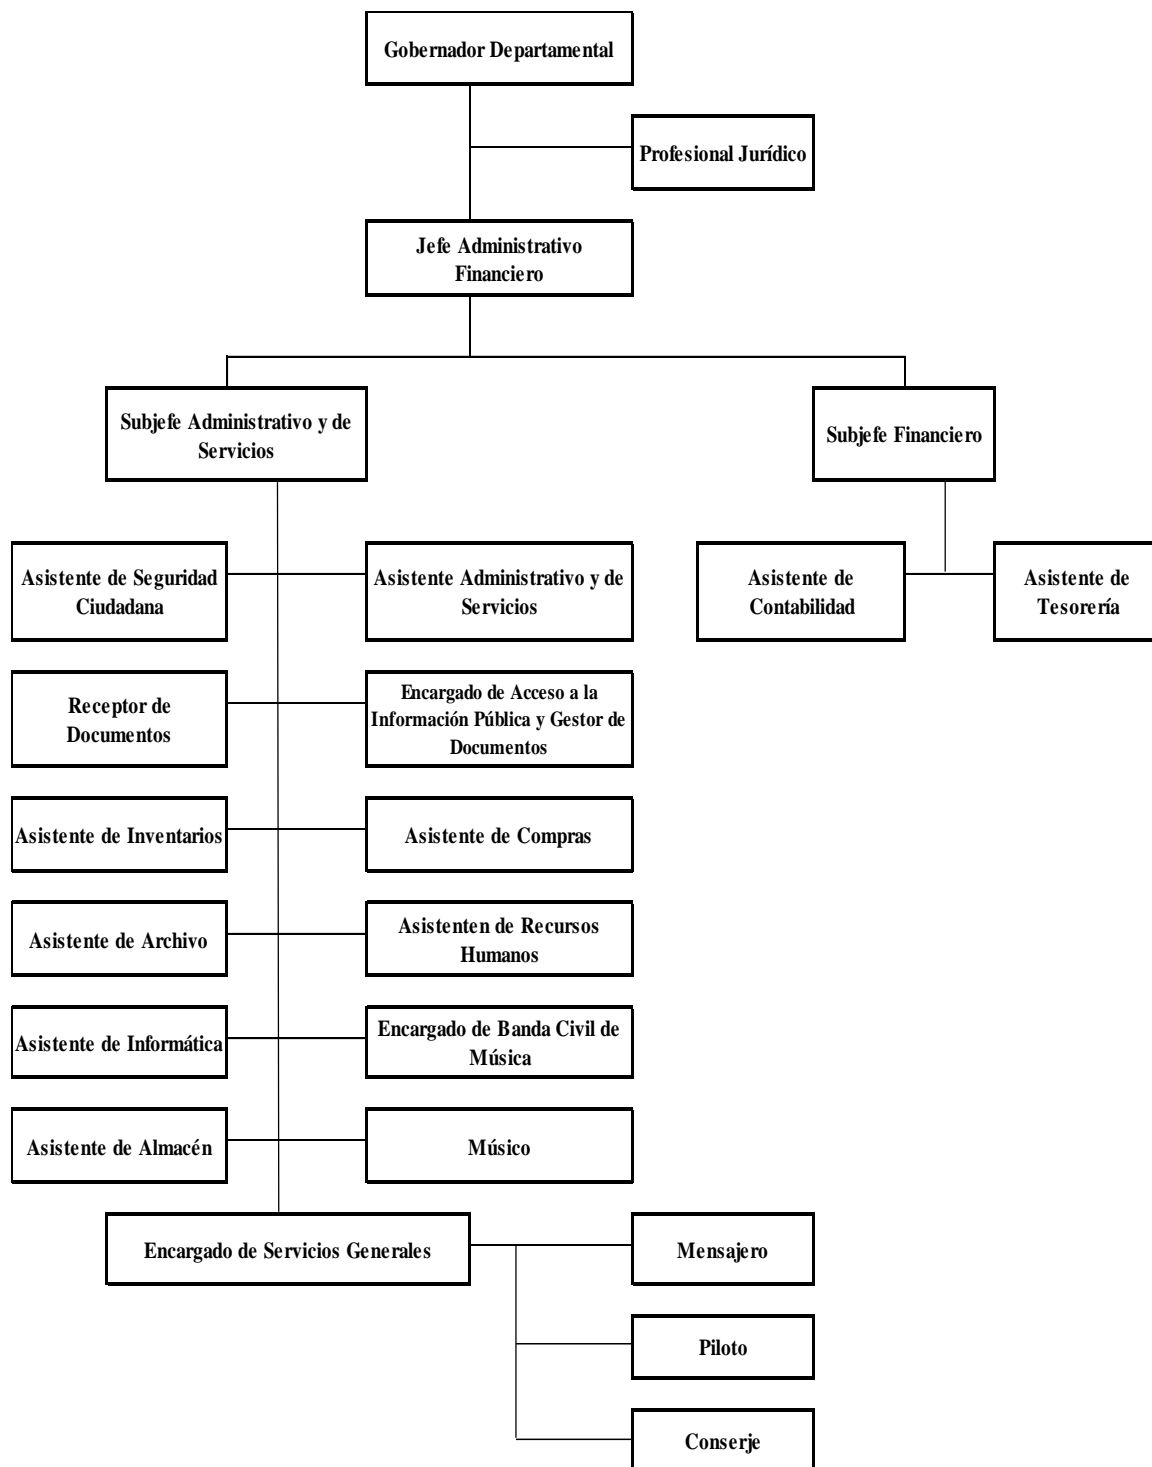 Gobernador Departamental
Profesional Jurídico
Jefe Administrativo
Financiero
Subjefe Administrativo y de
Servicios
Subjefe Financiero
Asistente de Seguridad
Ciudadana
Asistente Administrativo y de
Servicios
Asistente de
Contabilidad
Asistente de
Tesorería
Receptor de
Documentos
Encargado de Acceso a la
Información Pública y Gestor de
Documentos
Asistente de Inventarios
Asistente de Compras
Asistente de Archivo
Asistenten de Recursos
Humanos
Asistente de Informática
Encargado de Banda Civil de
Música
Asistente de Almacén
Músico
Encargado de Servicios Generales
Mensajero
Piloto
Conserje